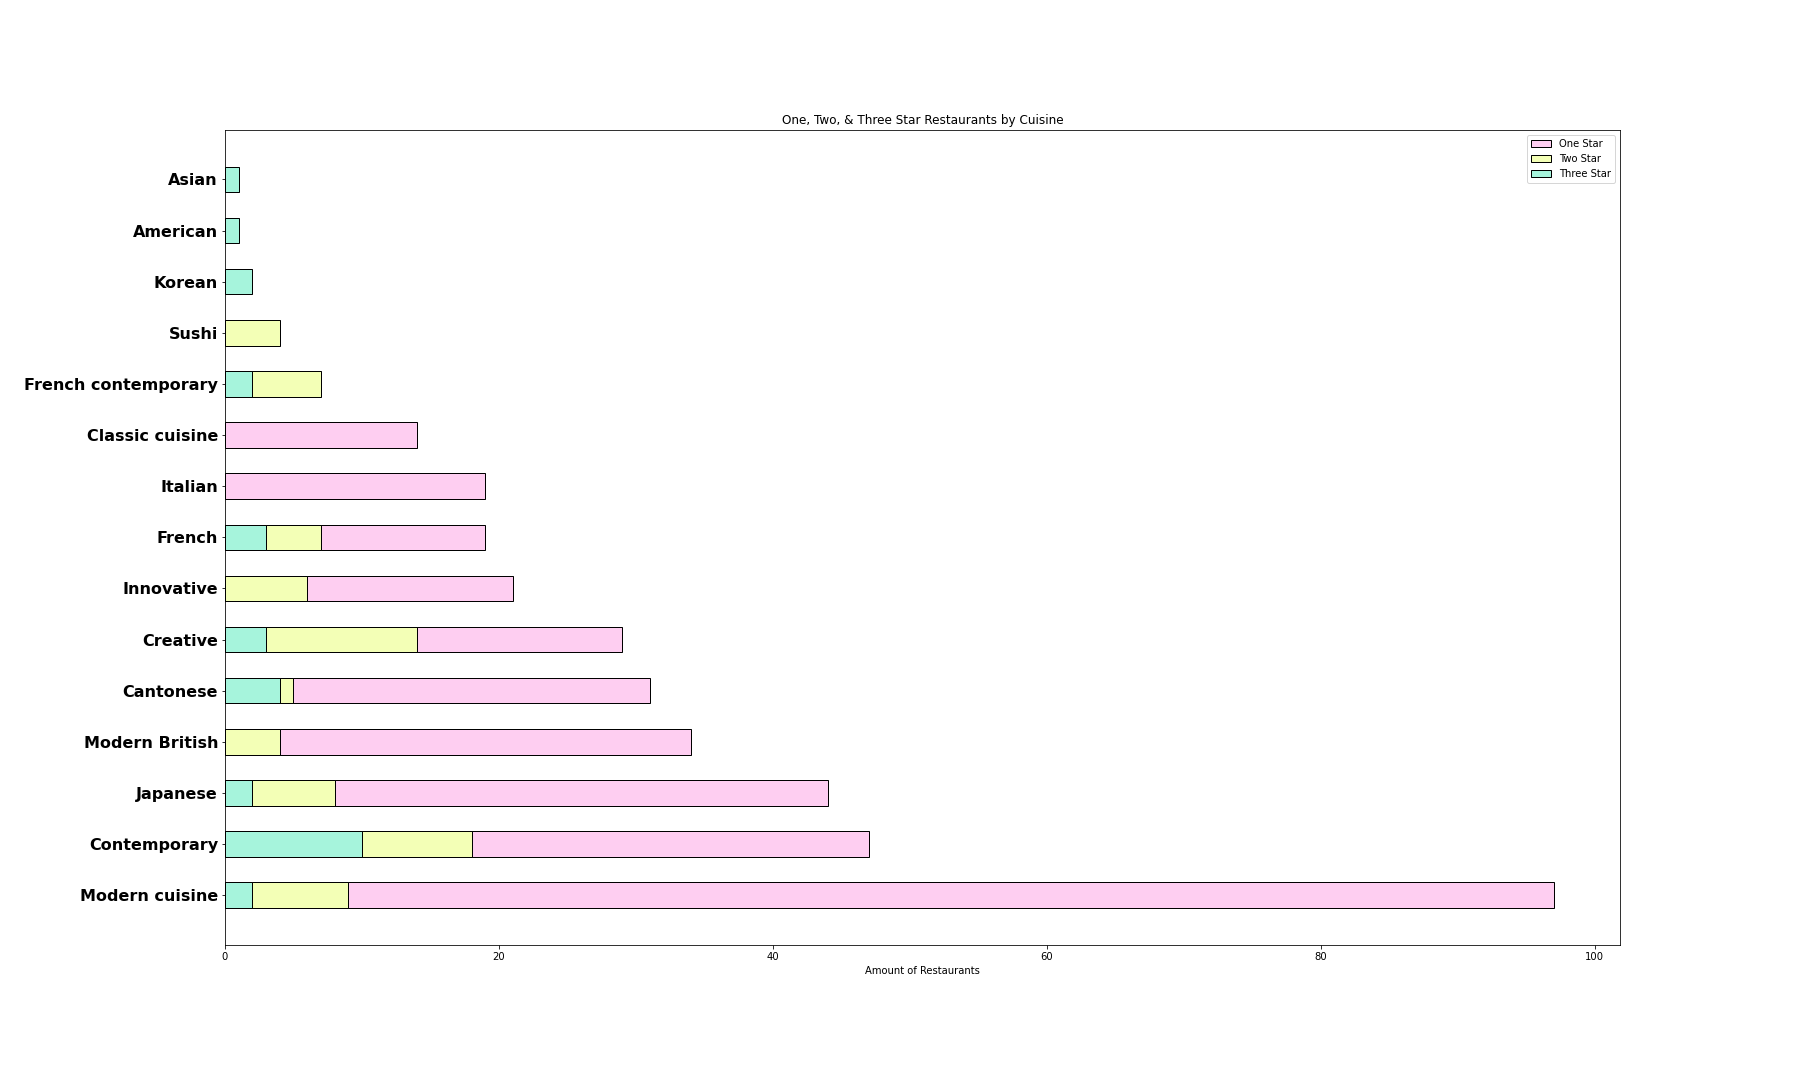 One, Two, & Three Star Restaurants by Cuisine
One Star
Two Star
Three Star
Asian
American
Korean
Sushi
French contemporary
Classic cuisine
Italian
French
Innovative
Creative
Cantonese
Modern British
Japanese
Contemporary
Modern cuisine
0 20 40 60 80 100
Amount of Restaurants